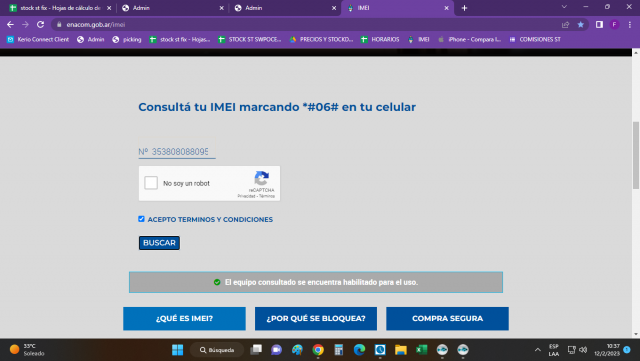 stock st fix - Hojas de cálculo de
Admin
Admin
IMEI
enacom.gob.ar/imei
F
Kerio Connect Client
Admin
picking
stock st fix - Hojas...
STOCK ST SWPOCE...
PRECIOS Y STOCKD...
HORARIOS
IMEI
iPhone - Compara l...
COMISIONES ST
Consultá tu IMEI marcando *#06# en tu celular
Nº 353808088095
No soy un robot
reCAPTCHA
Privacidad - Términos
ACEPTO TERMINOS Y CONDICIONES
BUSCAR
El equipo consultado se encuentra habilitado para el uso.
¿QUÉ ES IMEI?
¿POR QUÉ SE BLOQUEA?
COMPRA SEGURA
33°C
Soleado
Búsqueda
ESP
LAA
10:37
12/2/2023